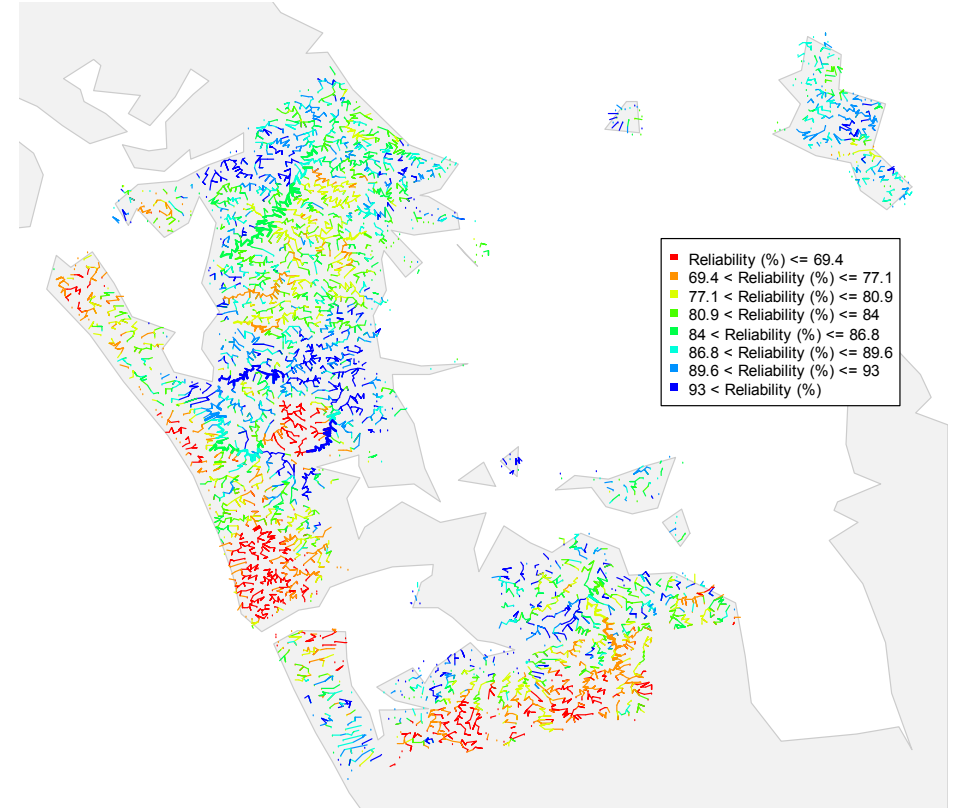 Reliability (%) <= 69.4
69.4 < Reliability (%) <= 77.1
77.1 < Reliability (%) <= 80.9
80.9 < Reliability (%) <= 84
84 < Reliability (%) <= 86.8
86.8 < Reliability (%) <= 89.6
89.6 < Reliability (%) <= 93
93 < Reliability (%)